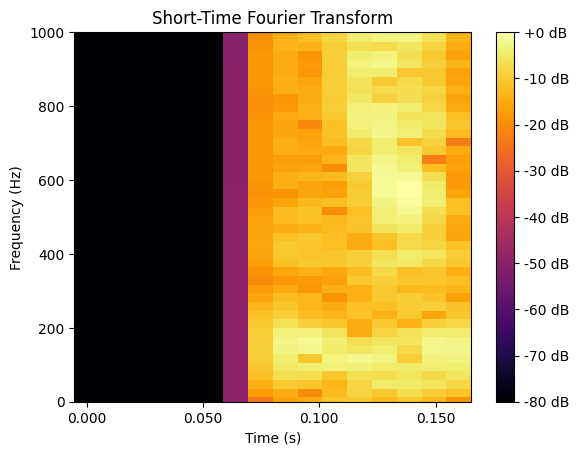 Short-Time Fourier Transform
Frequency (Hz)
1000
800
600
400
200
0
0.000
0.050
0.100
0.150
Time (s)
+0 dB
-10 dB
-20 dB
-30 dB
-40 dB
-50 dB
-60 dB
-70 dB
-80 dB